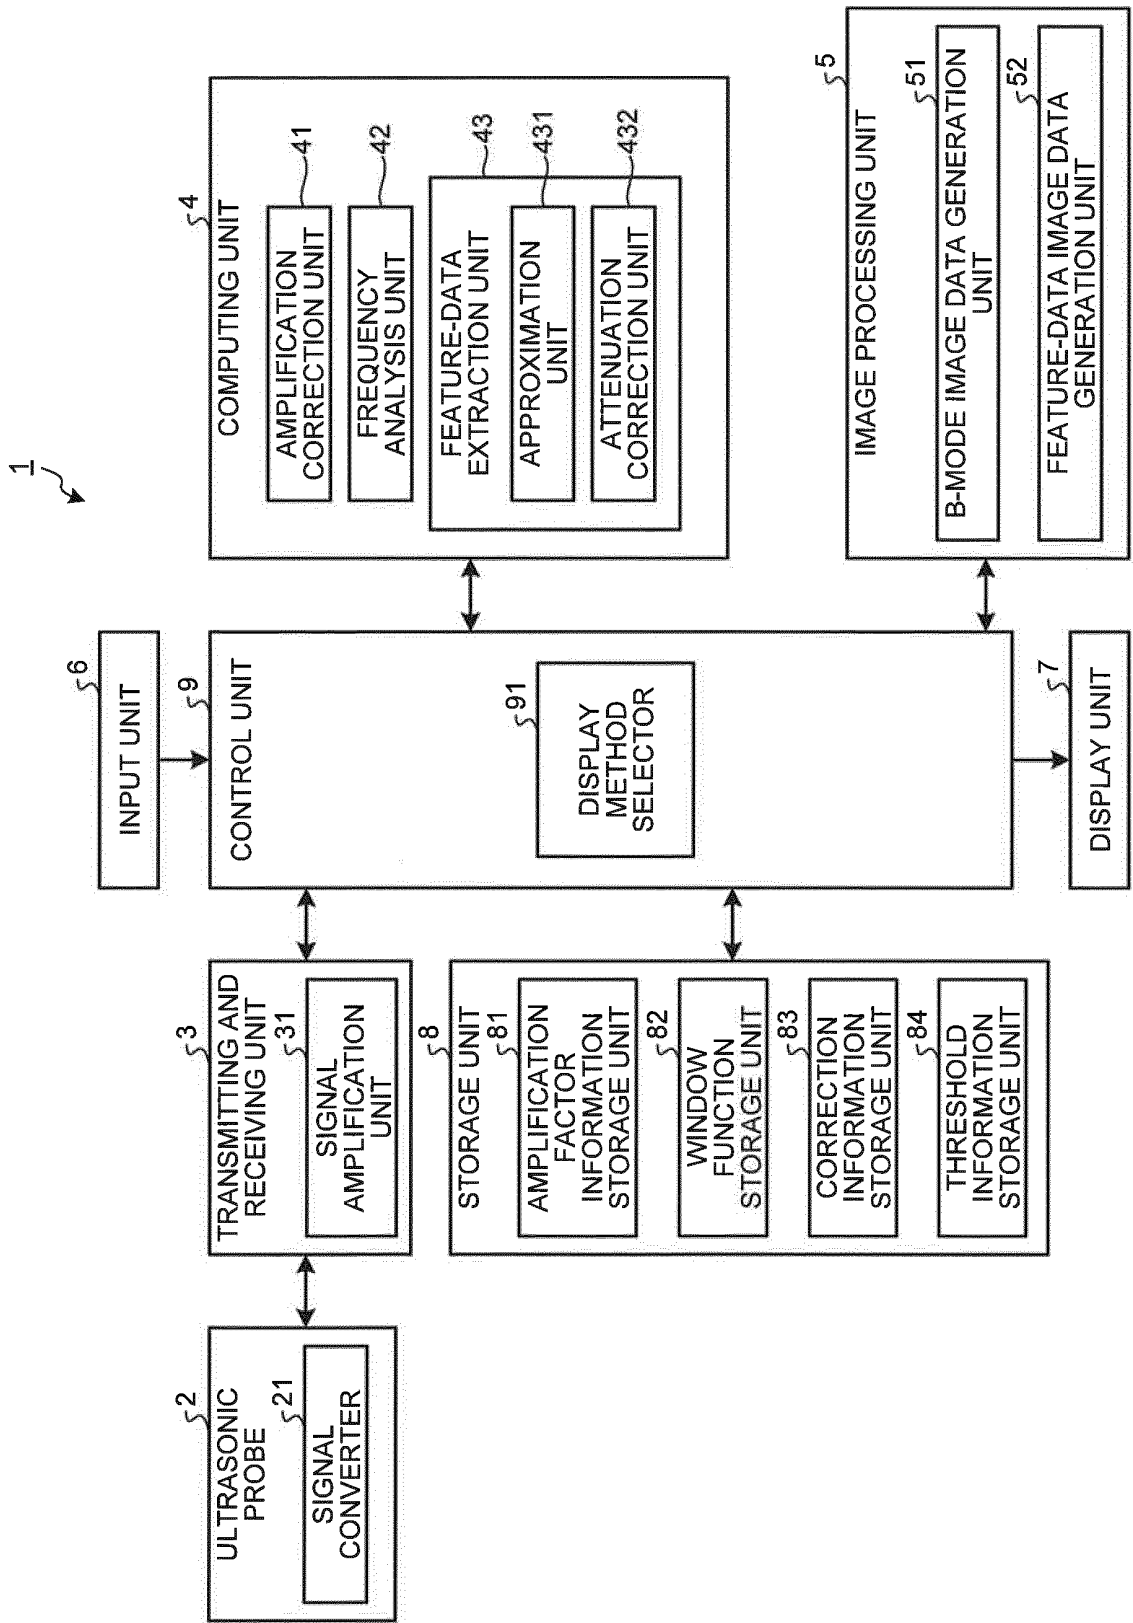 1
2
ULTRASONIC
PROBE
21
SIGNAL
CONVERTER
3
TRANSMITTING AND
RECEIVING UNIT
31
SIGNAL
AMPLIFICATION
UNIT
8
STORAGE UNIT
81
AMPLIFICATION
FACTOR
INFORMATION
STORAGE UNIT
82
WINDOW
FUNCTION
STORAGE UNIT
83
CORRECTION
INFORMATION
STORAGE UNIT
84
THRESHOLD
INFORMATION
STORAGE UNIT
6
INPUT UNIT
9
CONTROL UNIT
91
DISPLAY
METHOD
SELECTOR
7
DISPLAY UNIT
4
COMPUTING UNIT
41
AMPLIFICATION
CORRECTION UNIT
42
FREQUENCY
ANALYSIS UNIT
43
FEATURE-DATA
EXTRACTION UNIT
431
APPROXIMATION
UNIT
432
ATTENUATION
CORRECTION UNIT
5
IMAGE PROCESSING UNIT
51
B-MODE IMAGE DATA GENERATION
UNIT
52
FEATURE-DATA IMAGE DATA
GENERATION UNIT